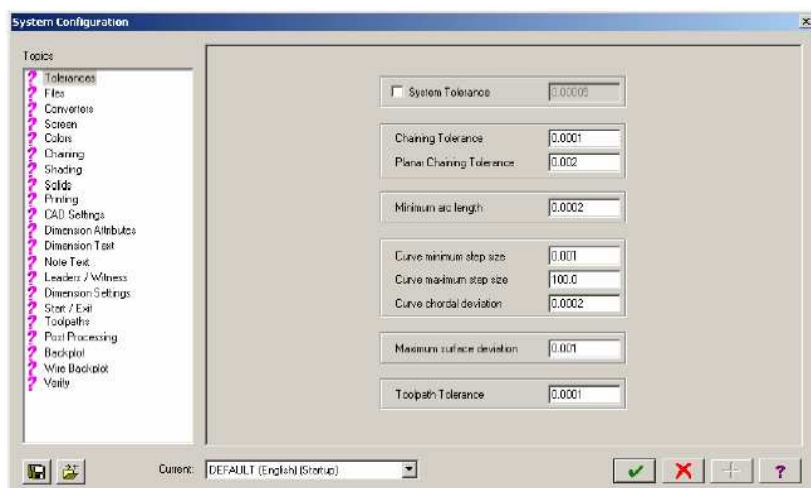 System Configuration
Topics
Tolerances
Files
Converters
Screen
Colors
Chaining
Shading
Solids
Printing
CAD Settings
Dimension Attributes
Dimension Text
Note Text
Leaders / Witness
Dimension Settings
Start / Exit
Toolpaths
Post Processing
Backplot
Wire Backplot
Verify
System Tolerance 0.00005
Chaining Tolerance 0.0001
Planar Chaining Tolerance 0.002
Minimum arc length 0.0002
Curve minimum step size 0.001
Curve maximum step size 100.0
Curve chordal deviation 0.0002
Maximum surface deviation 0.001
Toolpath Tolerance 0.0001
Current: DEFAULT (English) (Startup)